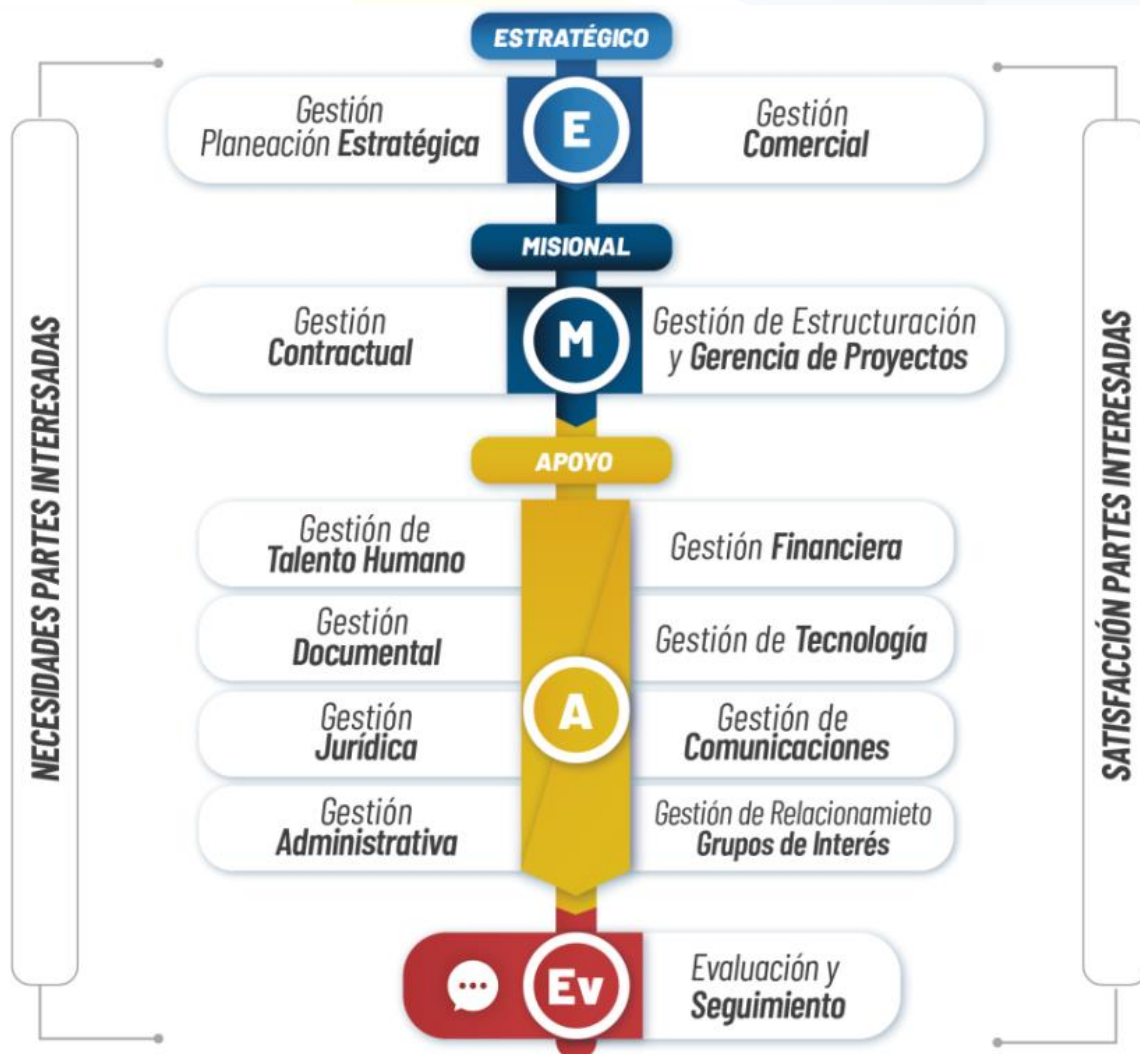 ESTRATÉGICO
Gestión
Planeación Estratégica
E
Gestión
Comercial
MISIONAL
Gestión
Contractual
M
Gestión de Estructuración
y Gerencia de Proyectos
APOYO
Gestión de
Talento Humano
Gestión Financiera
Gestión
Documental
Gestión de Tecnología
A
Gestión
Jurídica
Gestión de
Comunicaciones
Gestión
Administrativa
Gestión de Relacionamieto
Grupos de Interés
Ev
Evaluación y
Seguimiento
NECESIDADES PARTES INTERESADAS
SATISFACCIÓN PARTES INTERESADAS